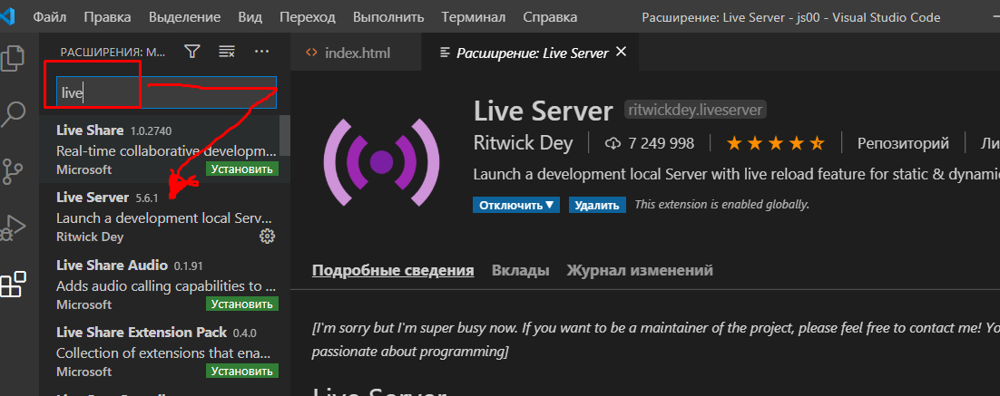 Файл Правка Выделение Вид Переход Выполнить Терминал Справка Расширение: Live Server - js00 - Visual Studio Code
РАСШИРЕНИЯ: М...
index.html
Расширение: Live Server
live
Live Share 1.0.2740
Real-time collaborative developm...
Microsoft Установить
Live Server 5.6.1
Launch a development local Serv...
Ritwick Dey
Live Share Audio 0.1.91
Adds audio calling capabilities to ...
Microsoft Установить
Live Share Extension Pack 0.4.0
Collection of extensions that ena...
Microsoft Установить
Live Server ritwickdey.liveserver
Ritwick Dey 7 249 998 Репозиторий Ли
Launch a development local Server with live reload feature for static & dynamic
Отключить Удалить This extension is enabled globally.
Подробные сведения Вклады Журнал изменений
[I'm sorry but I'm super busy now. If you want to be a maintainer of the project, please feel free to contact me! Yo
passionate about programming]
Live Server